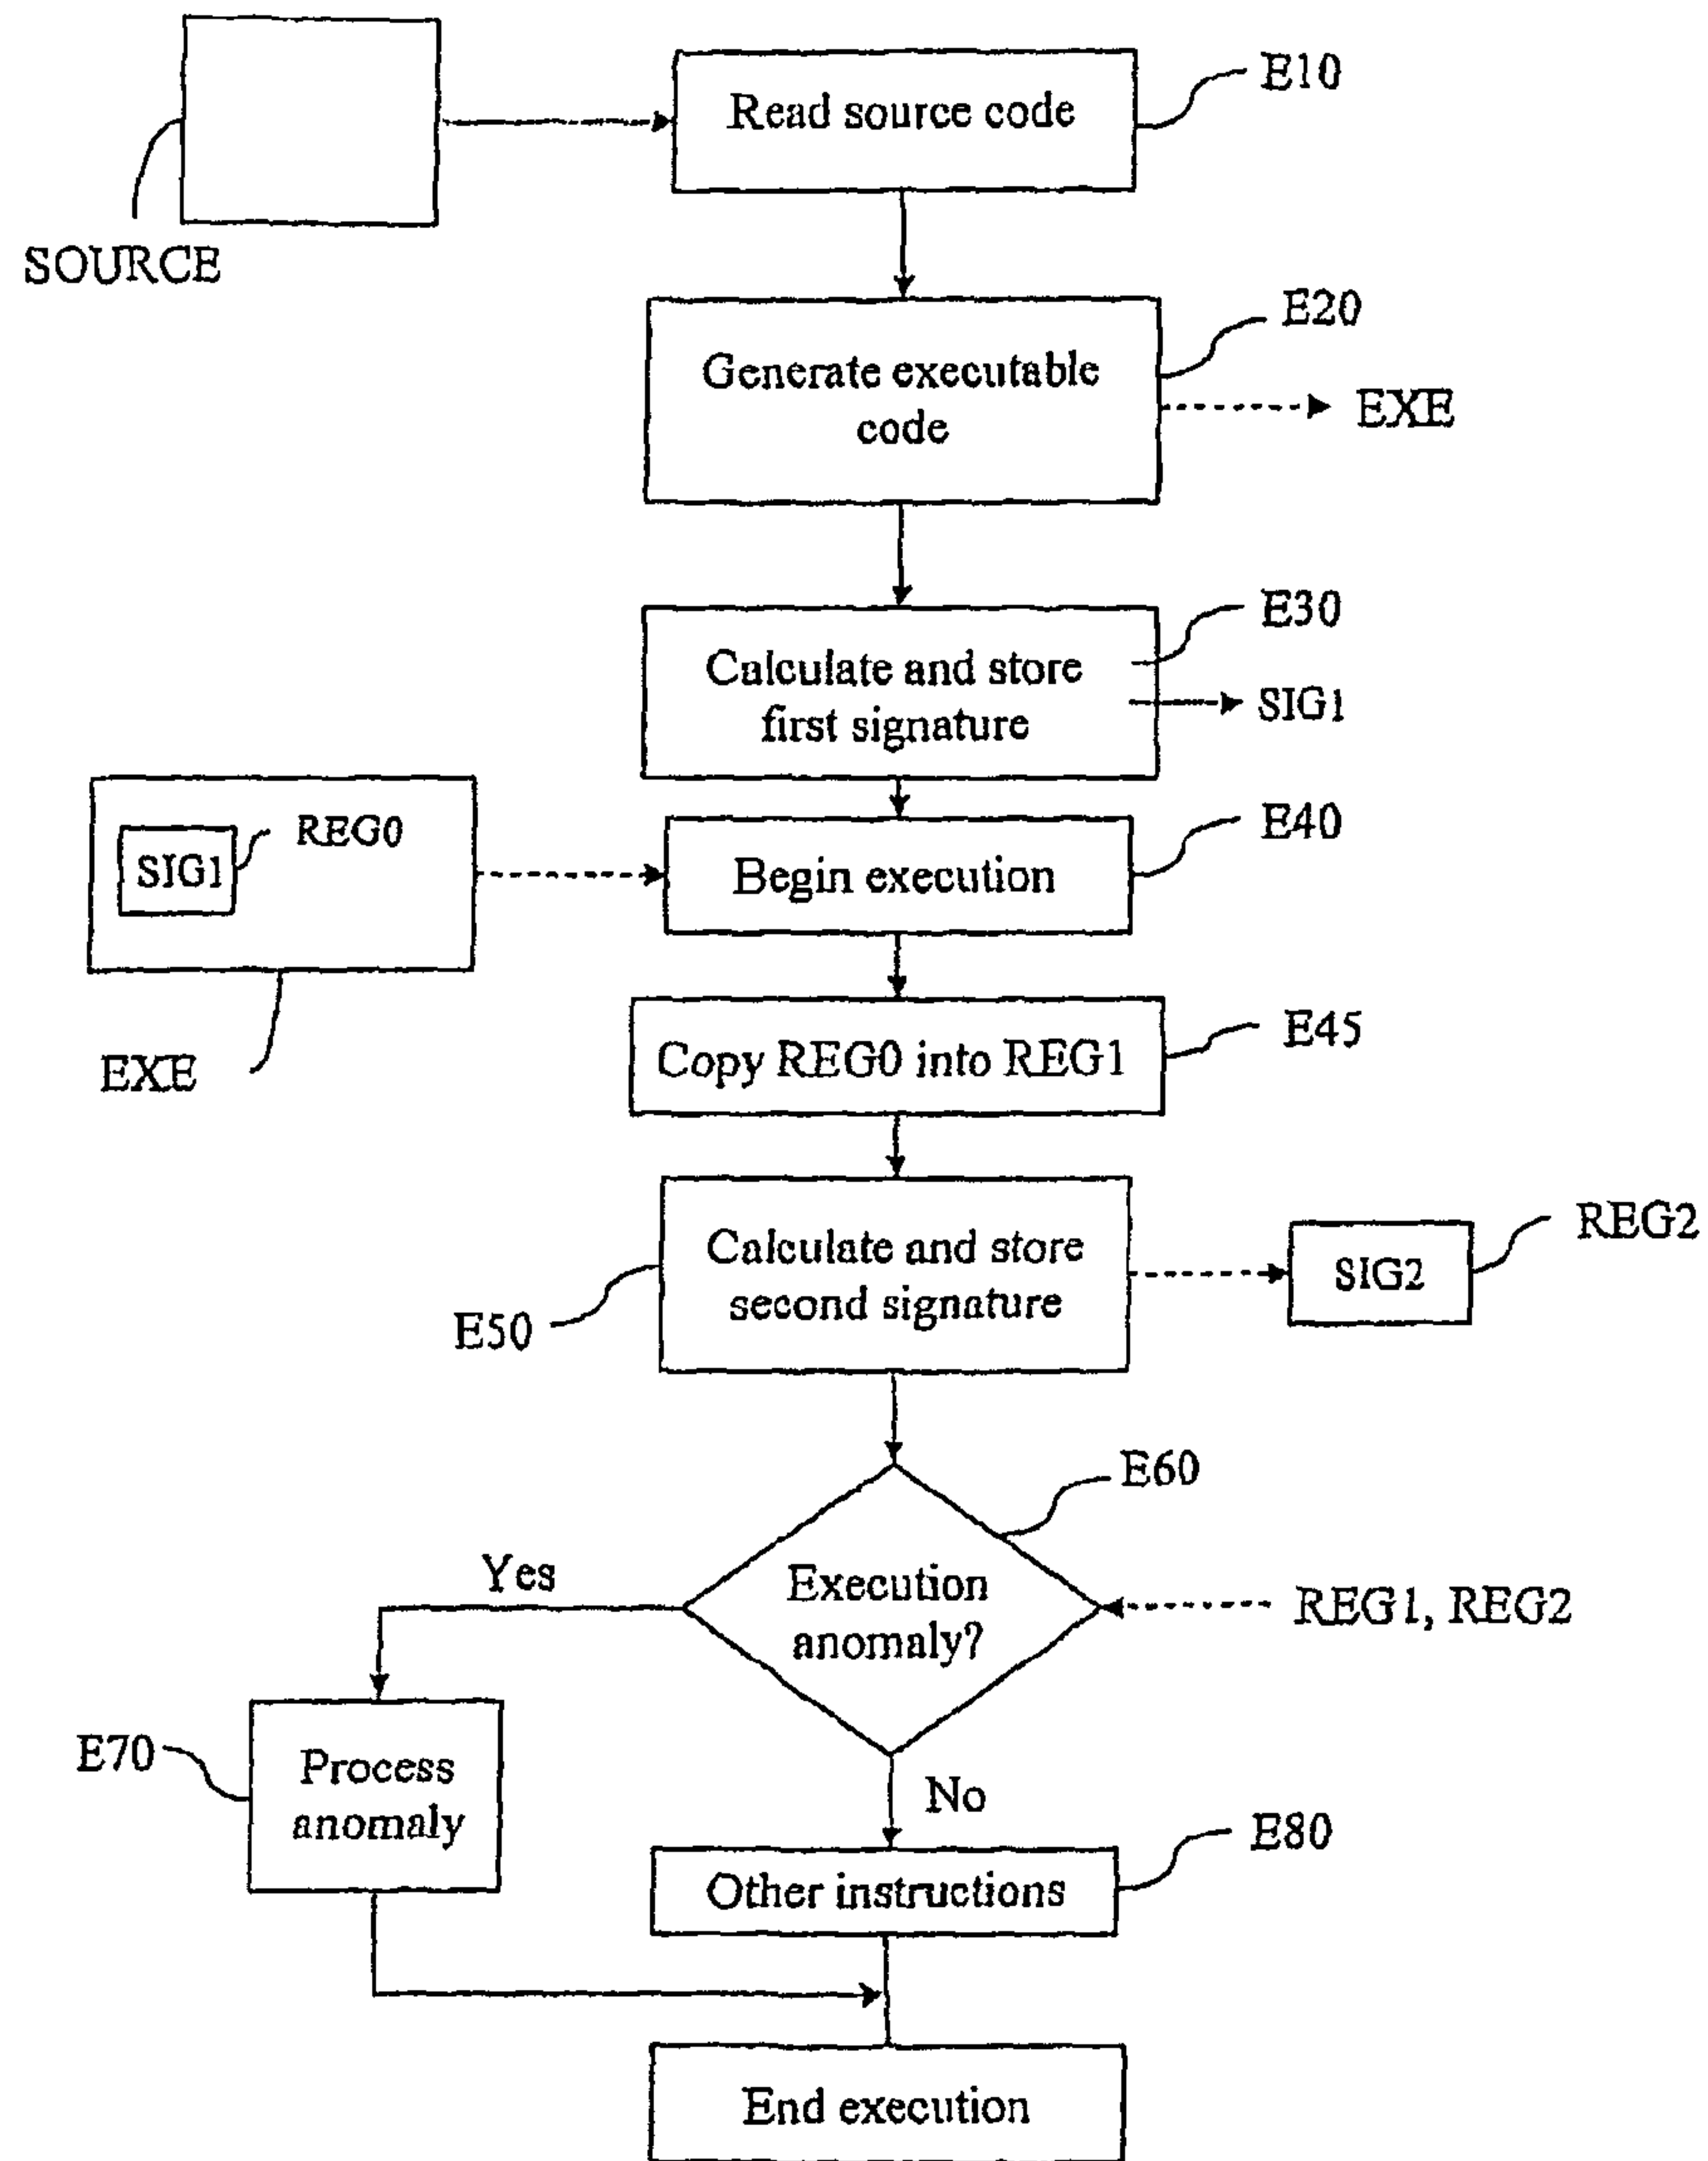 E10
Read source code
SOURCE
E20
Generate executable
code
EXE
E30
Calculate and store
first signature
SIG1
REG0
SIG1
E40
Begin execution
EXE
E45
Copy REG0 into REG1
REG2
Calculate and store
second signature
SIG2
E50
E60
Yes
Execution
anomaly?
REG1, REG2
E70
Process
anomaly
No
E80
Other instructions
End execution